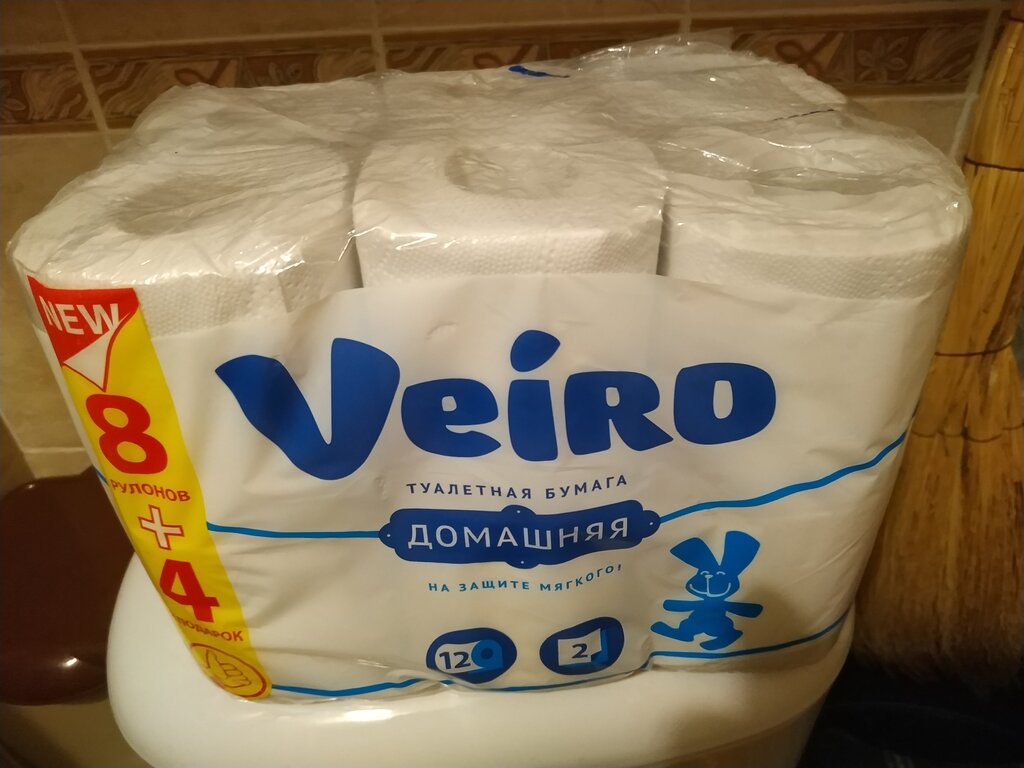 NEW
8
РУЛОНОВ
+
4
ПОДАРОК
Veiro
ТУАЛЕТНАЯ БУМАГА
ДОМАШНЯЯ
НА ЗАЩИТЕ МЯГКОГО!
12
2